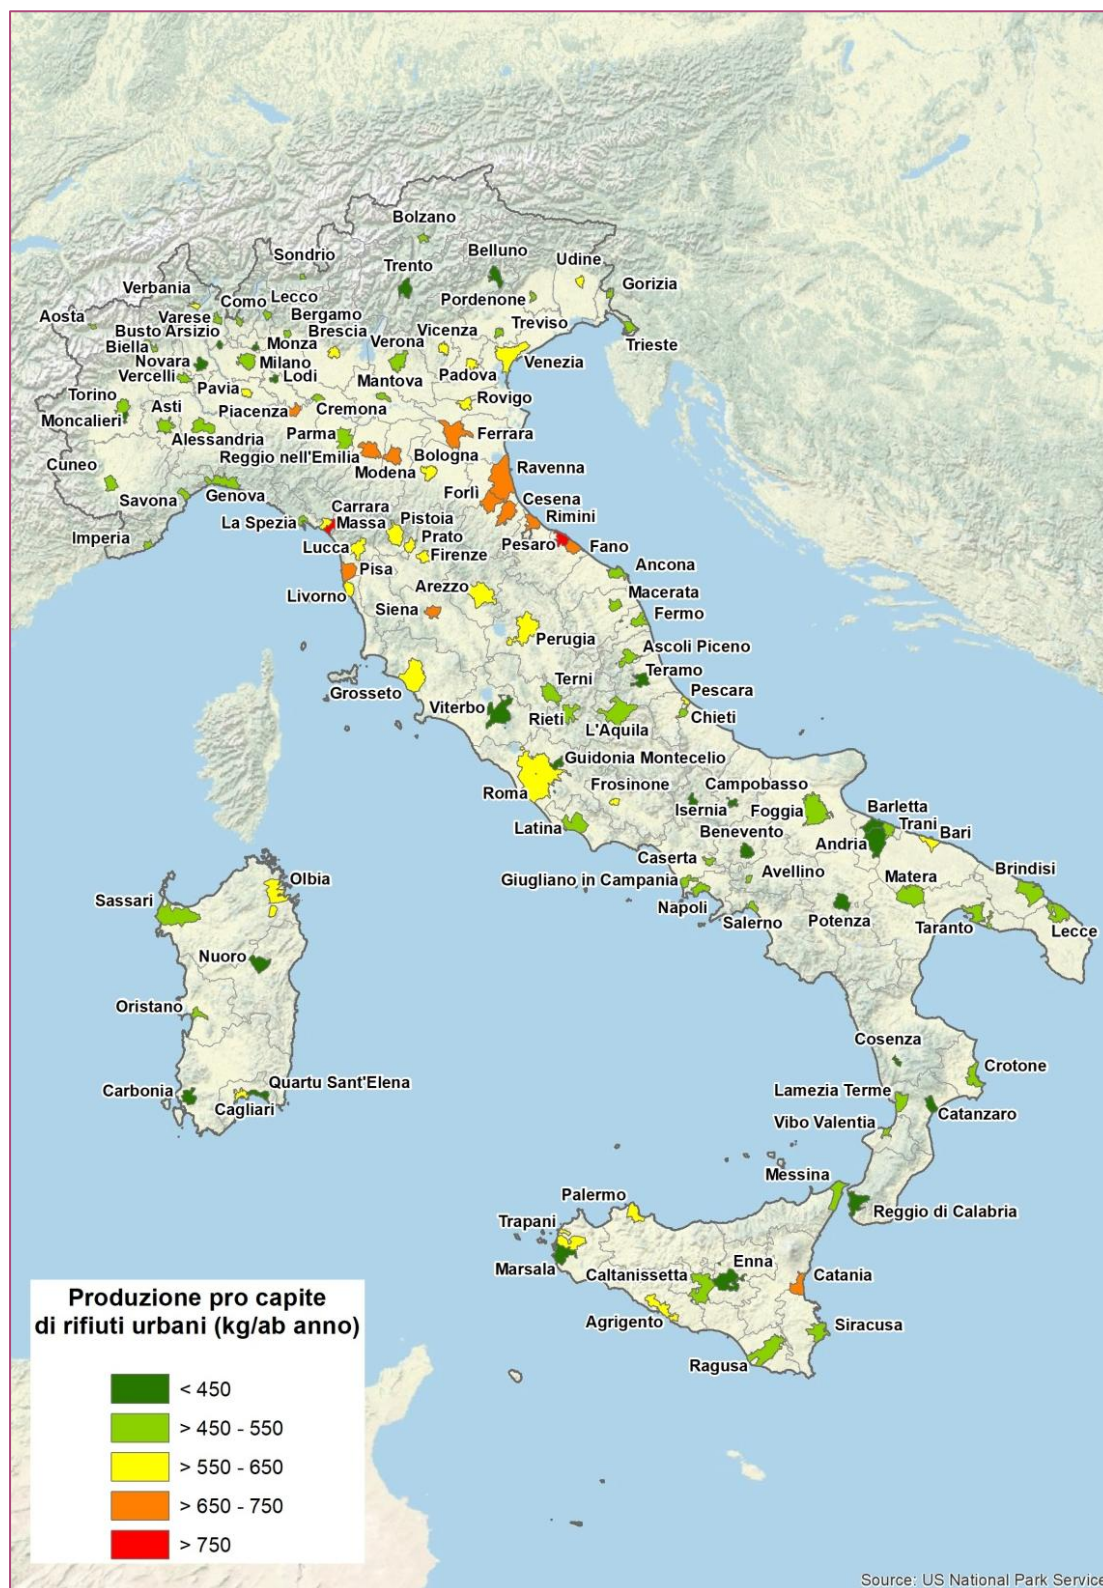 Bolzano
Sondrio
Belluno
Trento
Udine
Verbania
Gorizia
Como
Lecco
Pordenone
Aosta
Varese
Bergamo
Busto Arsizio
Brescia
Vicenza
Treviso
Biella
Monza
Verona
Trieste
Novara
Milano
Venezia
Vercelli
Lodi
Padova
Pavia
Mantova
Torino
Rovigo
Asti
Piacenza
Cremona
Moncalieri
Alessandria
Parma
Ferrara
Reggio nell'Emilia
Bologna
Cuneo
Modena
Ravenna
Savona
Genova
Forlì
Cesena
Carrara
La Spezia
Massa
Pistoia
Rimini
Imperia
Prato
Pesaro
Fano
Lucca
Firenze
Pisa
Ancona
Arezzo
Macerata
Livorno
Siena
Fermo
Perugia
Ascoli Piceno
Teramo
Terni
Grosseto
Pescara
Viterbo
Rieti
Chieti
L'Aquila
Guidonia Montecelio
Frosinone
Campobasso
Roma
Isernia
Foggia
Barletta
Latina
Trani
Benevento
Andria
Bari
Caserta
Avellino
Brindisi
Olbia
Giugliano in Campania
Matera
Sassari
Napoli
Salerno
Potenza
Taranto
Lecce
Nuoro
Oristano
Cosenza
Crotone
Quartu Sant'Elena
Carbonia
Lamezia Terme
Cagliari
Catanzaro
Vibo Valentia
Messina
Palermo
Reggio di Calabria
Trapani
Enna
Marsala
Caltanissetta
Catania
Agrigento
Siracusa
Ragusa
Produzione pro capite
di rifiuti urbani (kg/ab anno)
< 450
> 450 - 550
> 550 - 650
> 650 - 750
> 750
Source: US National Park Service